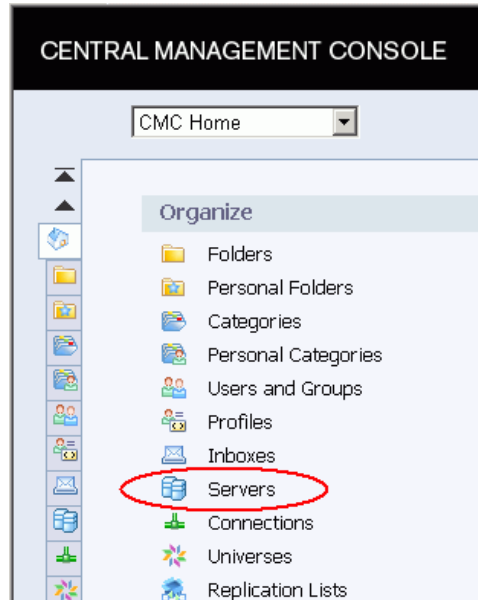 CENTRAL MANAGEMENT CONSOLE
CMC Home
Organize
Folders
Personal Folders
Categories
Personal Categories
Users and Groups
Profiles
Inboxes
Servers
Connections
Universes
Replication Lists